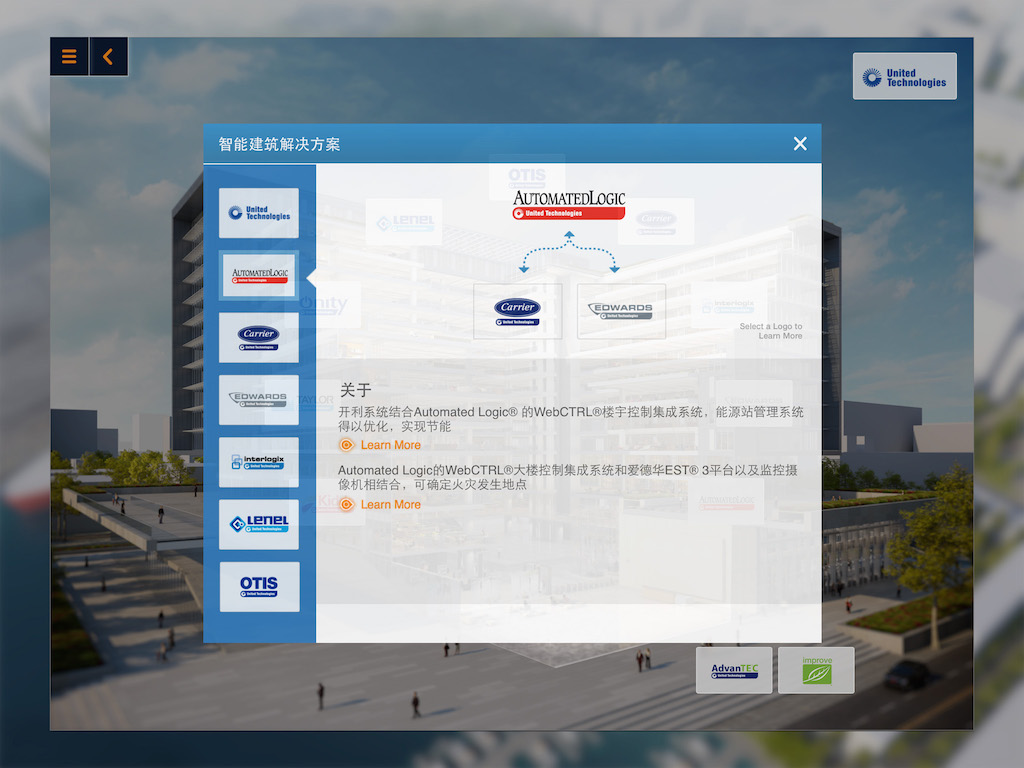 United
Technologies
智能建筑解决方案
OTIS
AUTOMATEDLOGIC
United Technologies
LENEL
Carrier
United
Technologies
AUTOMATEDLOGIC
United Technologies
Onity
Carrier
United Technologies
EDWARDS
United Technologies
interlogix
Select a Logo to
Learn More
Carrier
United Technologies
EDWARDS
United Technologies
TAYLOR
关于
开利系统结合Automated Logic® 的WebCTRL®楼宇控制集成系统，能源站管理系统
得以优化，实现节能
Learn More
interlogix
United Technologies
Automated Logic的WebCTRL®大楼控制集成系统和爱德华EST® 3平台以及监控摄
像机相结合，可确定火灾发生地点
Learn More
Kid
AUTOMATEDLOGIC
LENEL
United Technologies
OTIS
United Technologies
AdvanTEC
United Technologies
improve